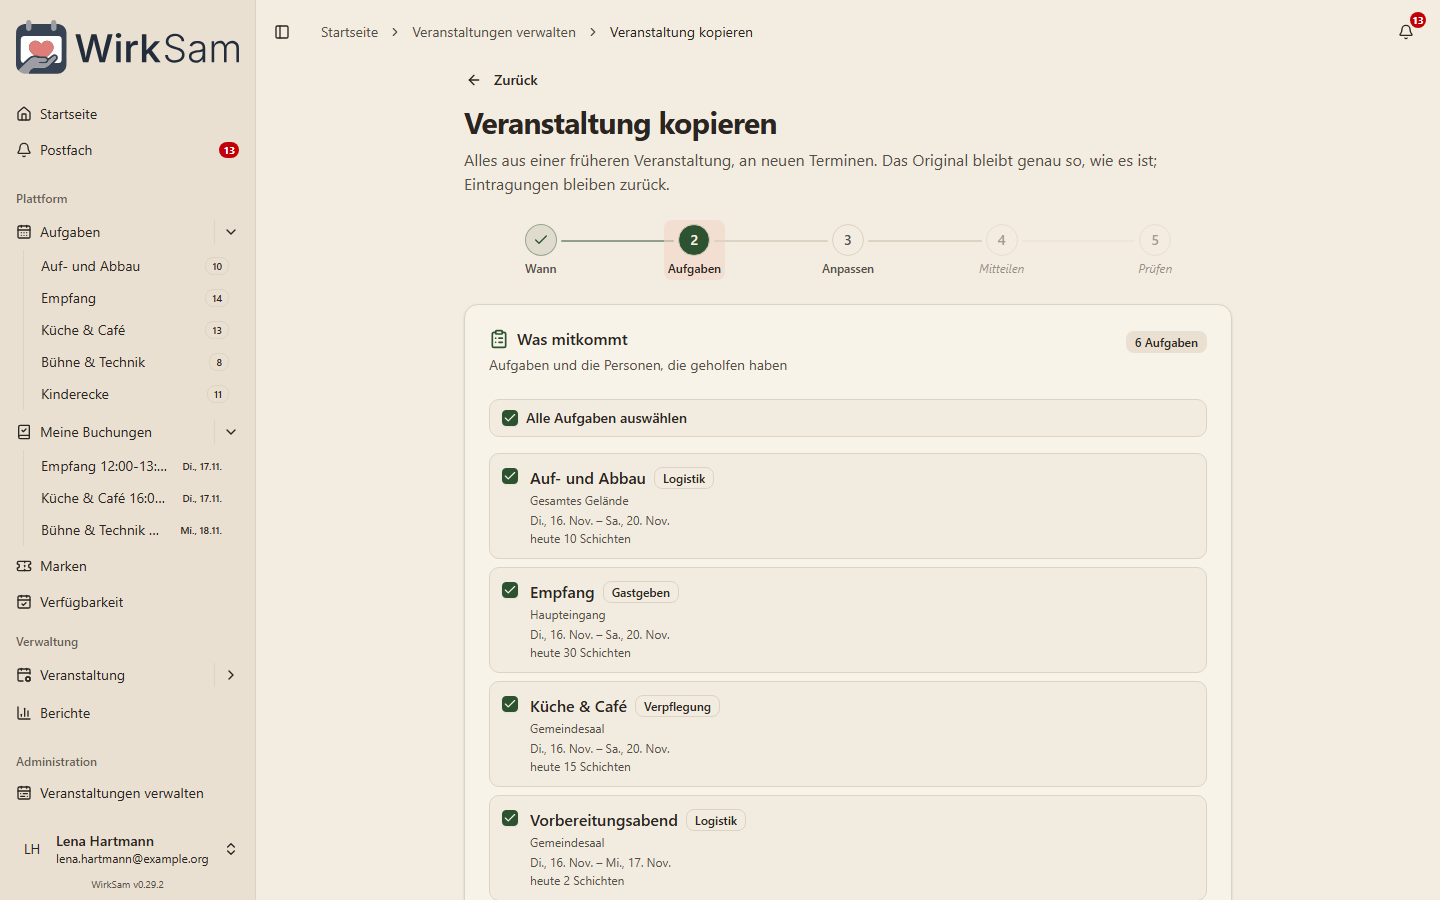 WirkSam
Startseite
Postfach 13
Plattform
Aufgaben
Auf- und Abbau 10
Empfang 14
Küche & Café 13
Bühne & Technik 8
Kinderecke 11
Meine Buchungen
Empfang 12:00-13:... Di., 17.11.
Küche & Café 16:0... Di., 17.11.
Bühne & Technik ... Mi., 18.11.
Marken
Verfügbarkeit
Verwaltung
Veranstaltung
Berichte
Administration
Veranstaltungen verwalten
LH
Lena Hartmann
lena.hartmann@example.org
WirkSam v0.29.2
Startseite > Veranstaltungen verwalten > Veranstaltung kopieren
13
← Zurück
Veranstaltung kopieren
Alles aus einer früheren Veranstaltung, an neuen Terminen. Das Original bleibt genau so, wie es ist;
Eintragungen bleiben zurück.
2 3 4 5
Wann Aufgaben Anpassen Mitteilen Prüfen
Was mitkommt
6 Aufgaben
Aufgaben und die Personen, die geholfen haben
Alle Aufgaben auswählen
Auf- und Abbau Logistik
Gesamtes Gelände
Di., 16. Nov. – Sa., 20. Nov.
heute 10 Schichten
Empfang Gastgeben
Haupteingang
Di., 16. Nov. – Sa., 20. Nov.
heute 30 Schichten
Küche & Café Verpflegung
Gemeindesaal
Di., 16. Nov. – Sa., 20. Nov.
heute 15 Schichten
Vorbereitungsabend Logistik
Gemeindesaal
Di., 16. Nov. – Mi., 17. Nov.
heute 2 Schichten